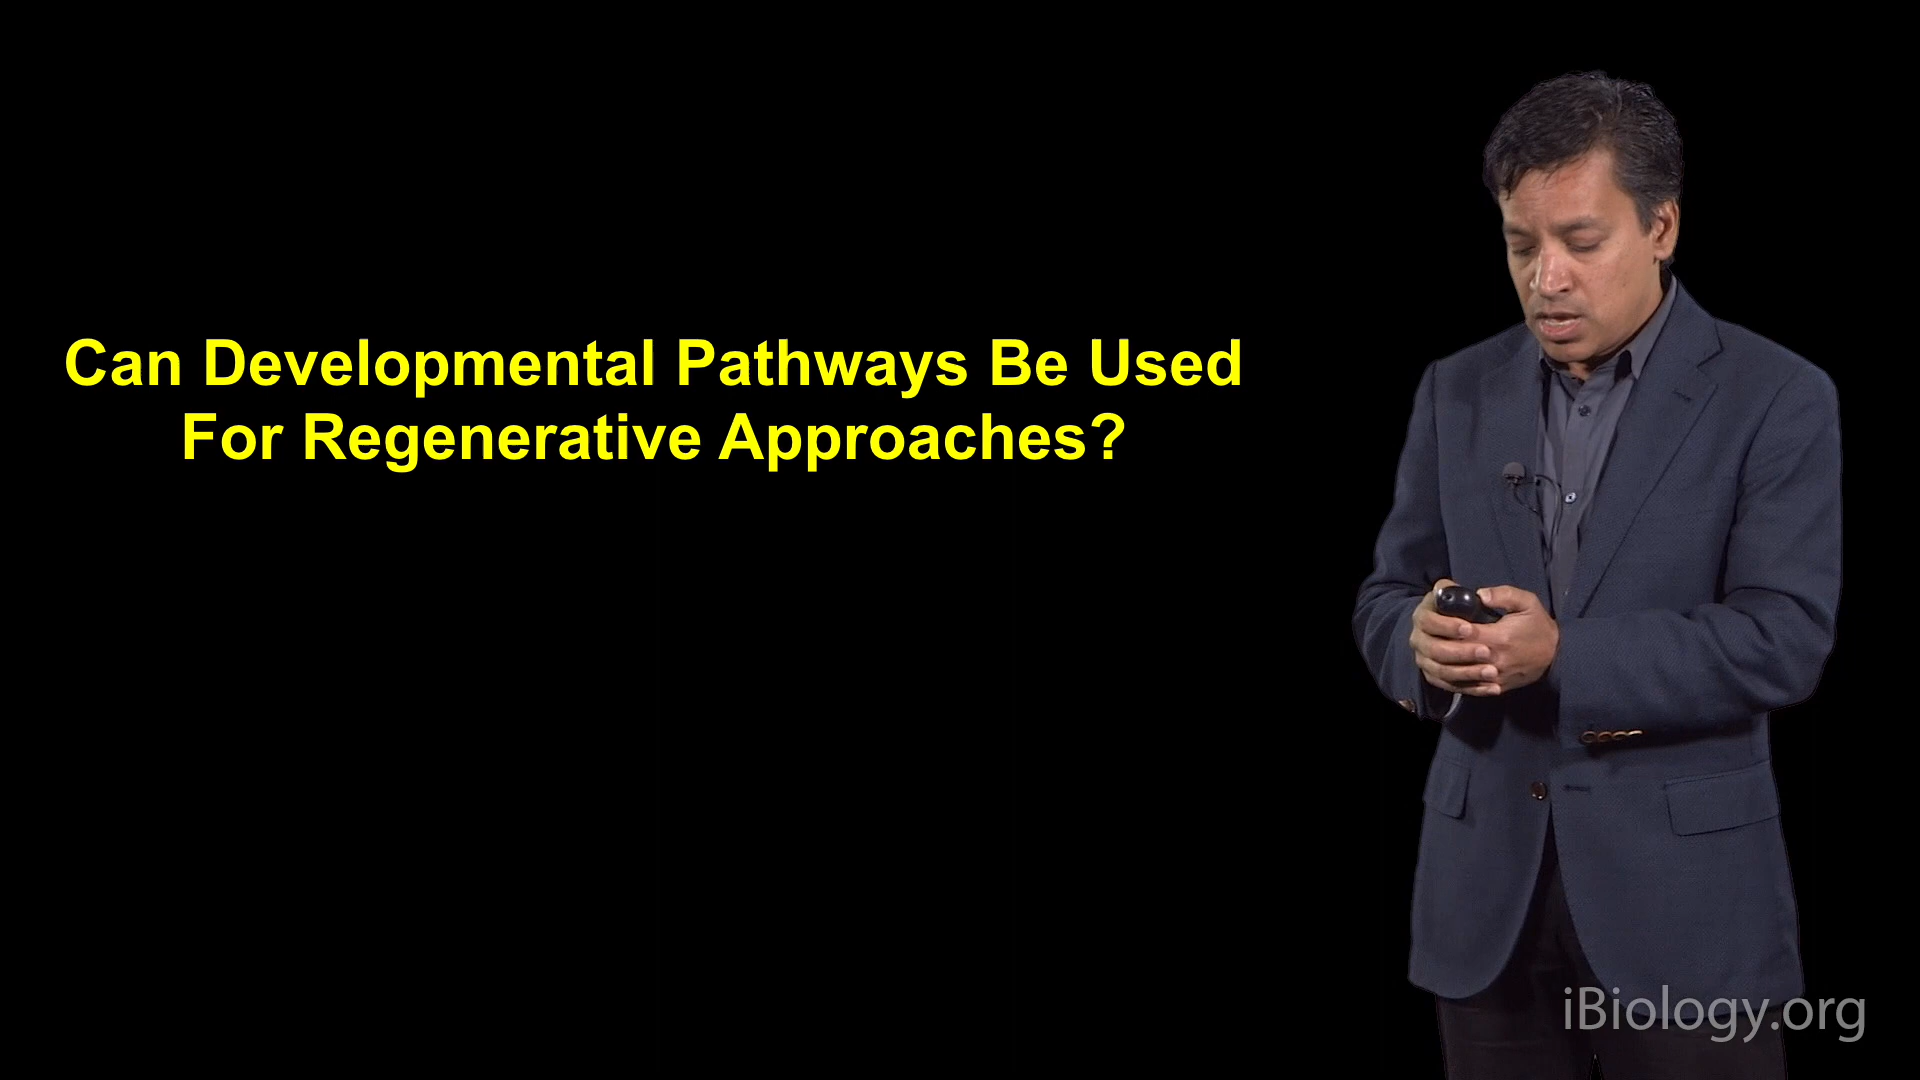 Can Developmental Pathways Be Used
For Regenerative Approaches?
iBiology.org